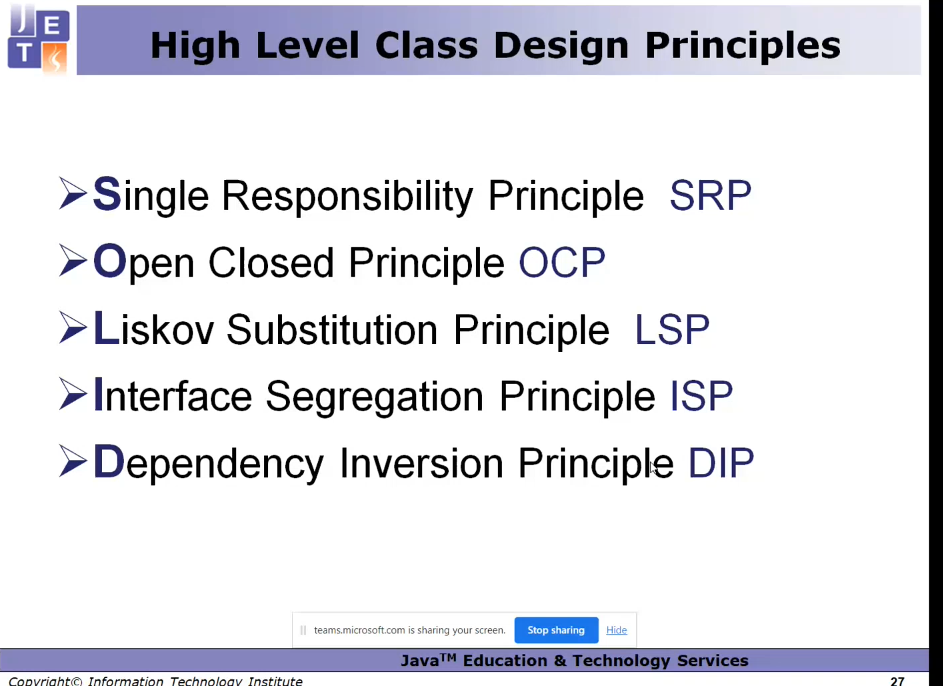 JETS
High Level Class Design Principles
Single Responsibility Principle SRP
Open Closed Principle OCP
Liskov Substitution Principle LSP
Interface Segregation Principle ISP
Dependency Inversion Principle DIP
teams.microsoft.com is sharing your screen. Stop sharing Hide
Java™ Education & Technology Services
Copyright© Information Technology Institute 27